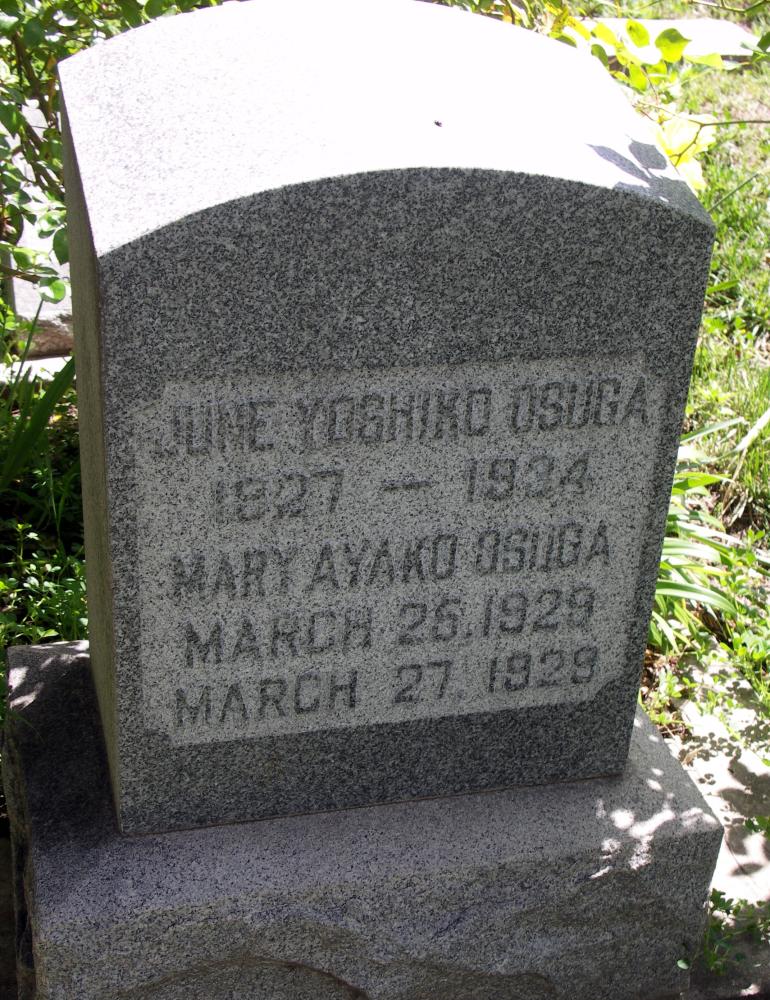 JUNE YOSHIKO OSUGA
1927 — 1934
MARY AYAKO OSUGA
MARCH 26. 1929
MARCH 27. 1929